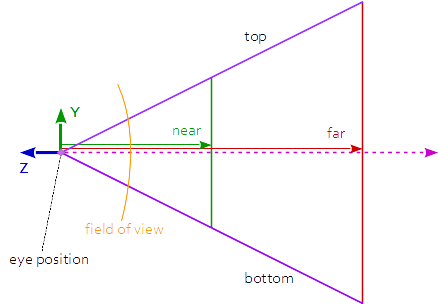 top
Y
near
far
Z
field of view
eye position
bottom